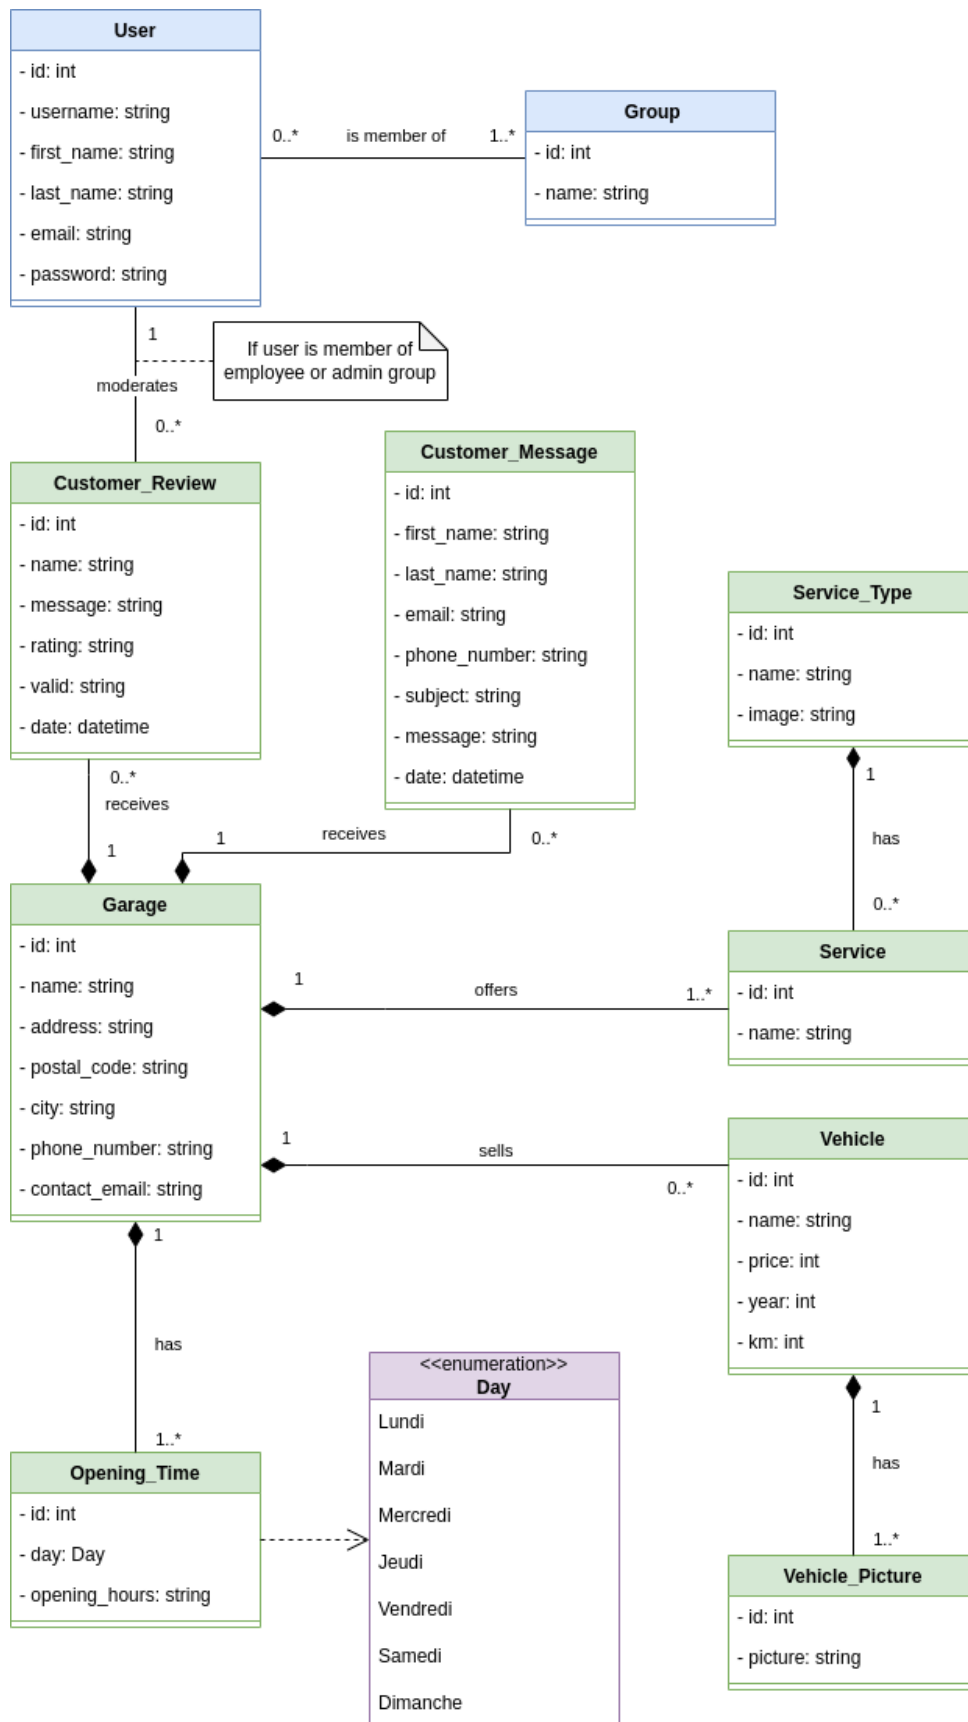 User
- id: int
- username: string
- first_name: string
- last_name: string
- email: string
- password: string
0..* is member of 1..*
Group
- id: int
- name: string
1
If user is member of
employee or admin group
moderates
0..*
Customer_Review
- id: int
- name: string
- message: string
- rating: string
- valid: string
- date: datetime
Customer_Message
- id: int
- first_name: string
- last_name: string
- email: string
- phone_number: string
- subject: string
- message: string
- date: datetime
Service_Type
- id: int
- name: string
- image: string
0..*
receives
1
1 receives 0..*
1
has
0..*
Garage
- id: int
- name: string
- address: string
- postal_code: string
- city: string
- phone_number: string
- contact_email: string
1 offers 1..*
Service
- id: int
- name: string
1 sells 0..*
Vehicle
- id: int
- name: string
- price: int
- year: int
- km: int
1
has
1..*
Opening_Time
- id: int
- day: Day
- opening_hours: string
<<enumeration>>
Day
Lundi
Mardi
Mercredi
Jeudi
Vendredi
Samedi
Dimanche
1
has
1..*
Vehicle_Picture
- id: int
- picture: string